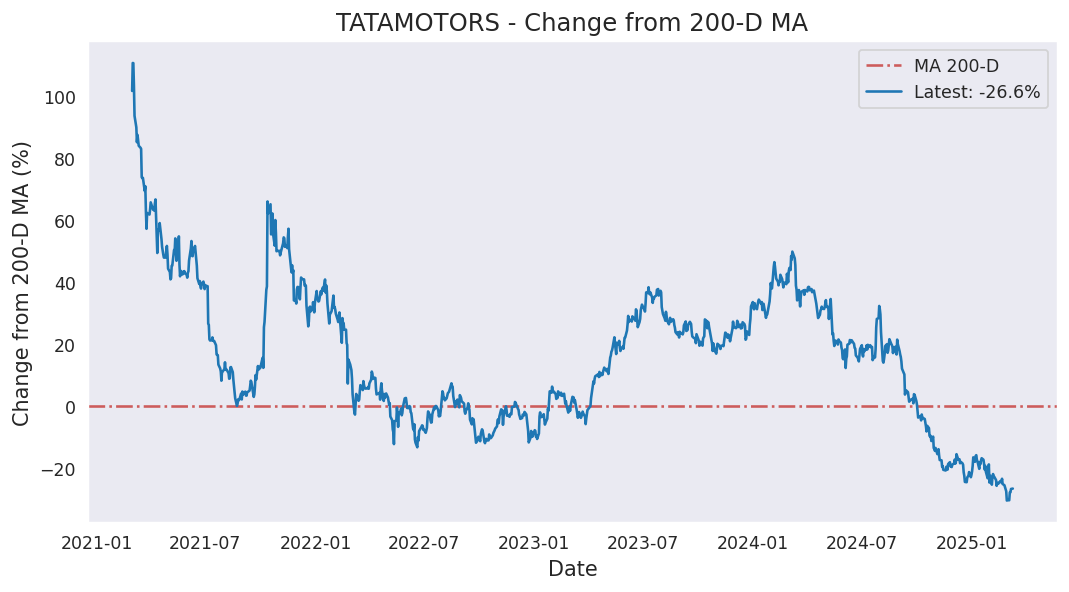 TATAMOTORS - Change from 200-D MA
MA 200-D
Latest: -26.6%
Change from 200-D MA (%)
100
80
60
40
20
0
−20
2021-01 2021-07 2022-01 2022-07 2023-01 2023-07 2024-01 2024-07 2025-01
Date